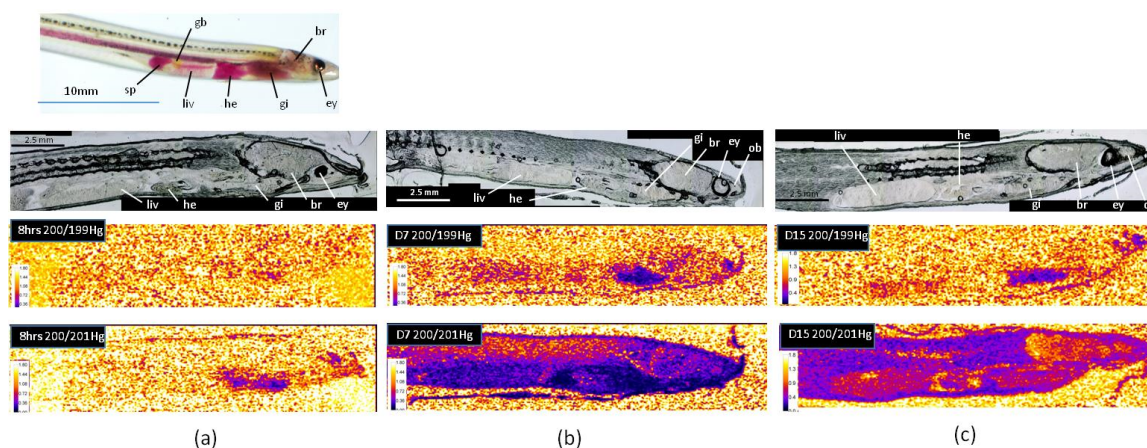 gb
br
10mm
sp
liv
he
gi
ey
2.5 mm
liv
he
gi
br
ey
gi
br
ey
ob
2.5 mm
liv
he
liv
he
2.5 mm
gi
br
ey
8hrs 200/199Hg
D7 200/199Hg
D15 200/199Hg
8hrs 200/201Hg
D7 200/201Hg
D15 200/201Hg
(a)
(b)
(c)